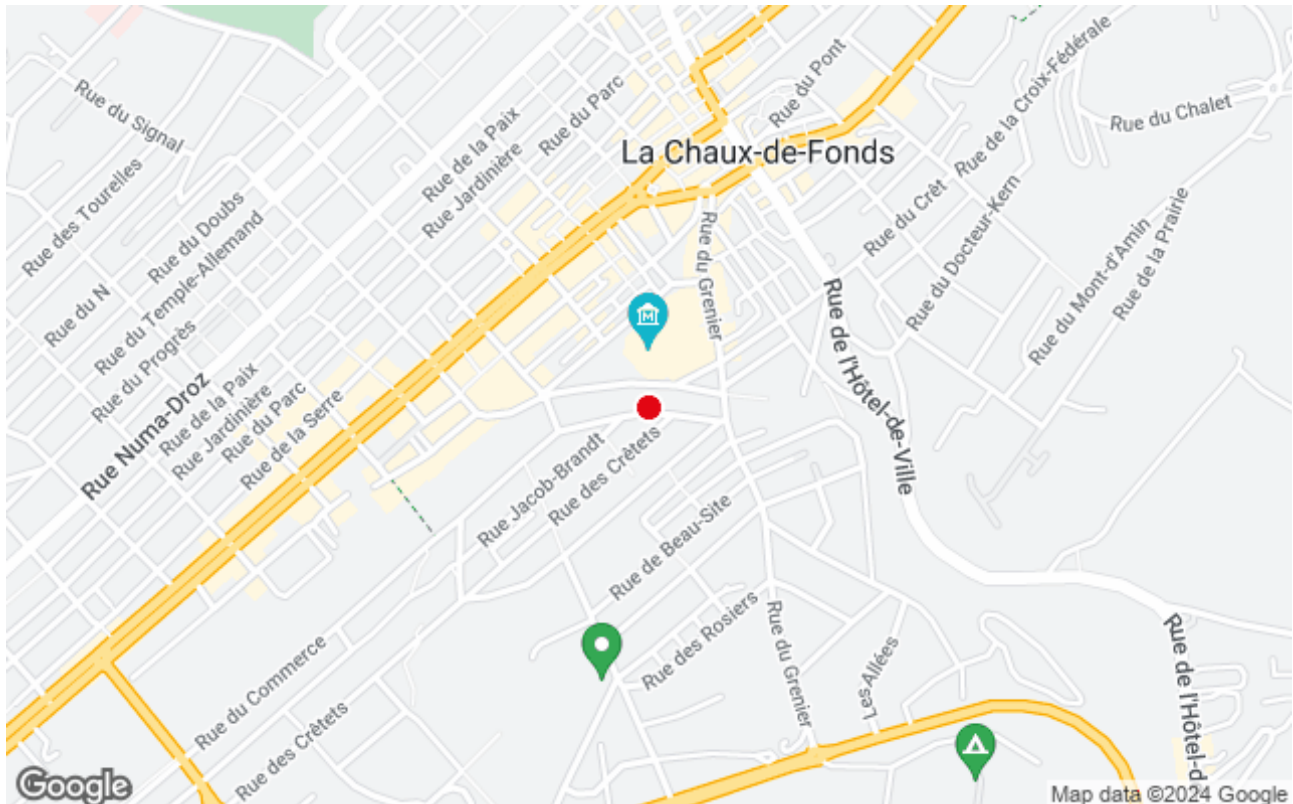 Rue du Signal
Rue des Tourelles
Rue du Doubs
Rue du N
Rue du Temple-Allemand
Rue du Progrès
Rue Numa-Droz
Rue de la Paix
Rue Jardinière
Rue du Parc
Rue de la Serre
Rue de la Paix
Rue Jardinière
Rue du Parc
La Chaux-de-Fonds
Rue du Pont
Rue de la Croix-Fédérale
Rue du Chalet
Rue du Crêt
Rue du Docteur-Kern
Rue du Mont-d'Amin
Rue de la Prairie
Rue du Grenier
Rue de l'Hôtel-de-Ville
M
Rue Jacob-Brandt
Rue des Crêtets
Rue de Beau-Site
Rue des Rosiers
Rue du Grenier
Les Allées
Rue de l'Hôtel-de
Rue du Commerce
Rue des Crêtets
Google
Map data ©2024 Google